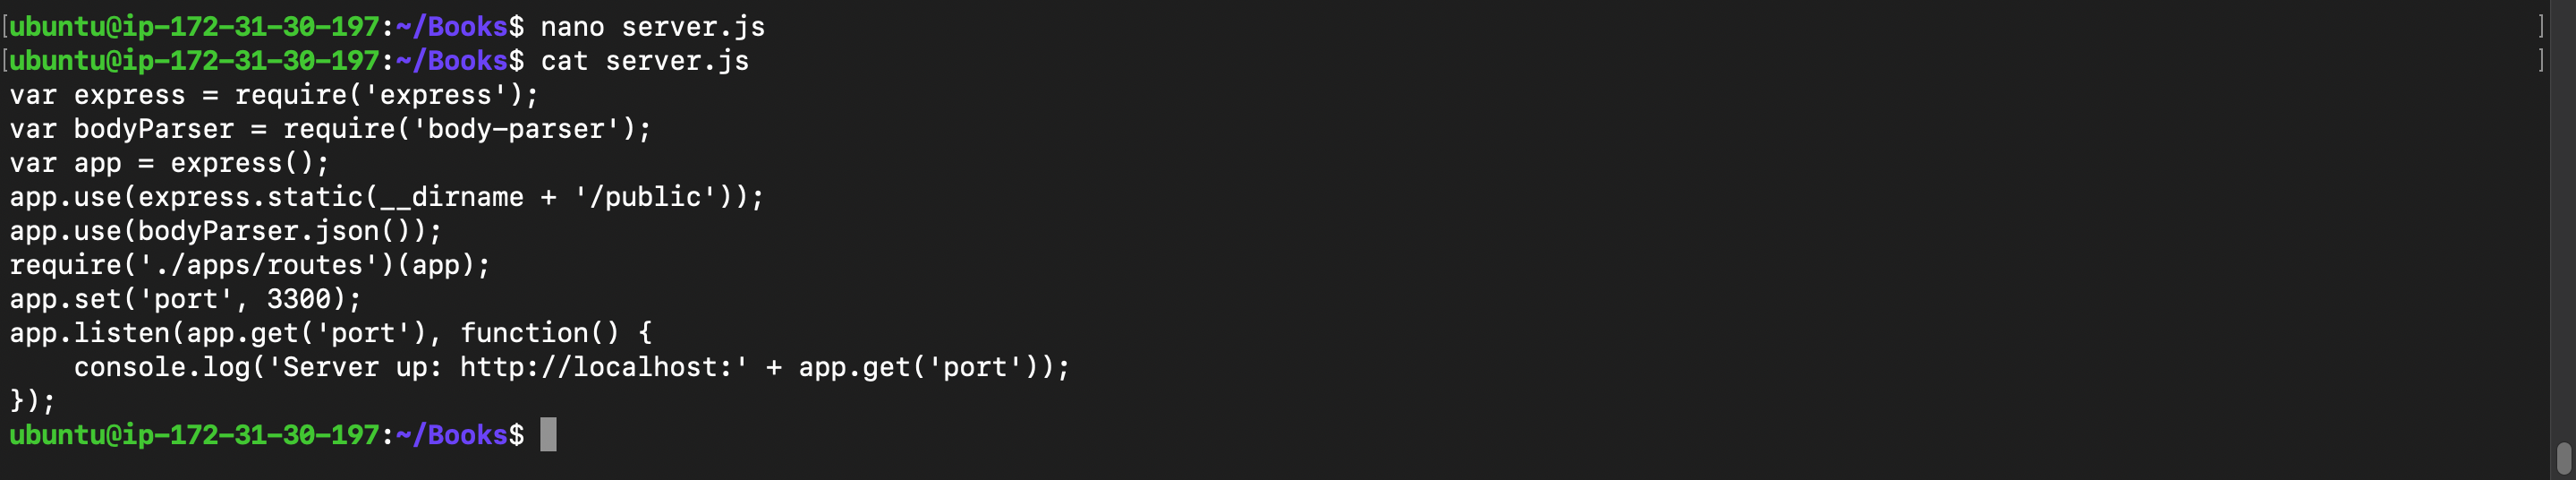 [ubuntu@ip-172-31-30-197:~/Books$ nano server.js ]
[ubuntu@ip-172-31-30-197:~/Books$ cat server.js ]
var express = require('express');
var bodyParser = require('body-parser');
var app = express();
app.use(express.static(__dirname + '/public'));
app.use(bodyParser.json());
require('./apps/routes')(app);
app.set('port', 3300);
app.listen(app.get('port'), function() {
    console.log('Server up: http://localhost:' + app.get('port'));
});
ubuntu@ip-172-31-30-197:~/Books$